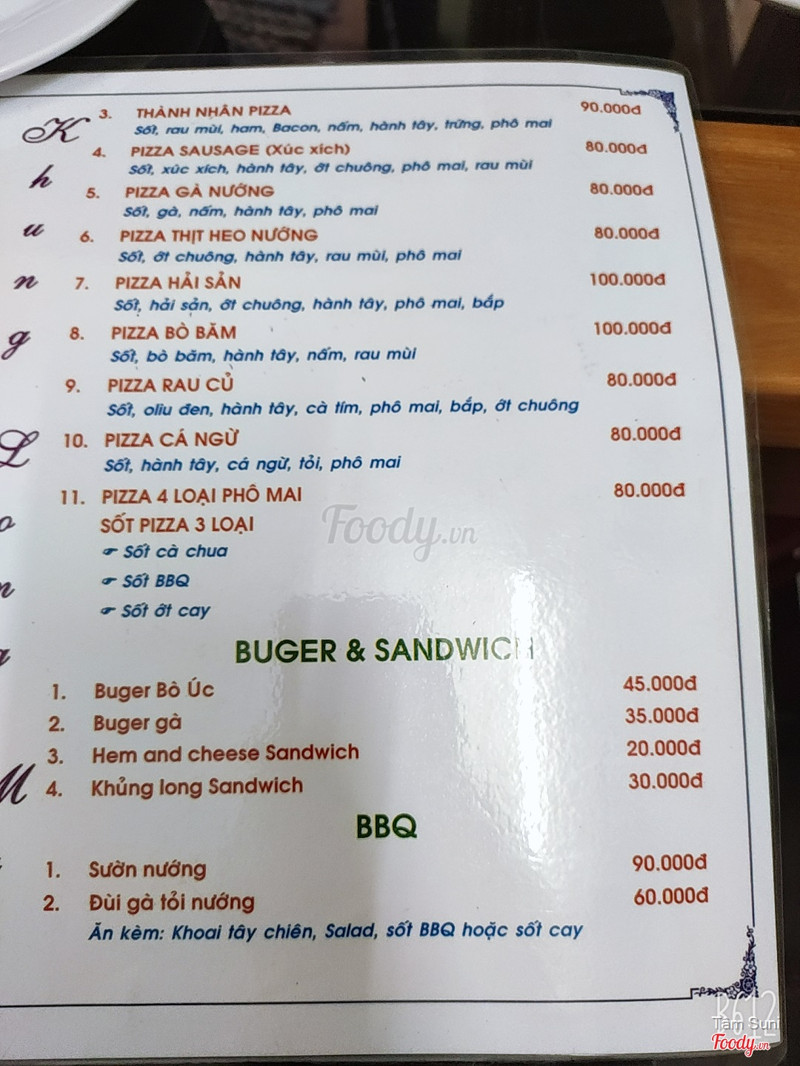 3. THÀNH NHÂN PIZZA 90.000đ
Sốt, rau mùi, ham, Bacon, nấm, hành tây, trứng, phô mai
4. PIZZA SAUSAGE (Xúc xích) 80.000đ
Sốt, xúc xích, hành tây, ớt chuông, phô mai, rau mùi
5. PIZZA GÀ NƯỚNG 80.000đ
Sốt, gà, nấm, hành tây, phô mai
6. PIZZA THỊT HEO NƯỚNG 80.000đ
Sốt, ớt chuông, hành tây, rau mùi, phô mai
7. PIZZA HẢI SẢN 100.000đ
Sốt, hải sản, ớt chuông, hành tây, phô mai, bắp
8. PIZZA BÒ BĂM 100.000đ
Sốt, bò băm, hành tây, nấm, rau mùi
9. PIZZA RAU CỦ 80.000đ
Sốt, oliu đen, hành tây, cà tím, phô mai, bắp, ớt chuông
10. PIZZA CÁ NGỪ 80.000đ
Sốt, hành tây, cá ngừ, tỏi, phô mai
11. PIZZA 4 LOẠI PHÔ MAI 80.000đ
SỐT PIZZA 3 LOẠI
☞ Sốt cà chua
☞ Sốt BBQ
☞ Sốt ớt cay
BUGER & SANDWICH
1. Buger Bò Úc 45.000đ
2. Buger gà 35.000đ
3. Hem and cheese Sandwich 20.000đ
4. Khủng long Sandwich 30.000đ
BBQ
1. Sườn nướng 90.000đ
2. Đùi gà tỏi nướng 60.000đ
Ăn kèm: Khoai tây chiên, Salad, sốt BBQ hoặc sốt cay
K
h
u
n
g
L
o
n
g
M
Foody.vn
R612
Tam Suni
Foody.vn